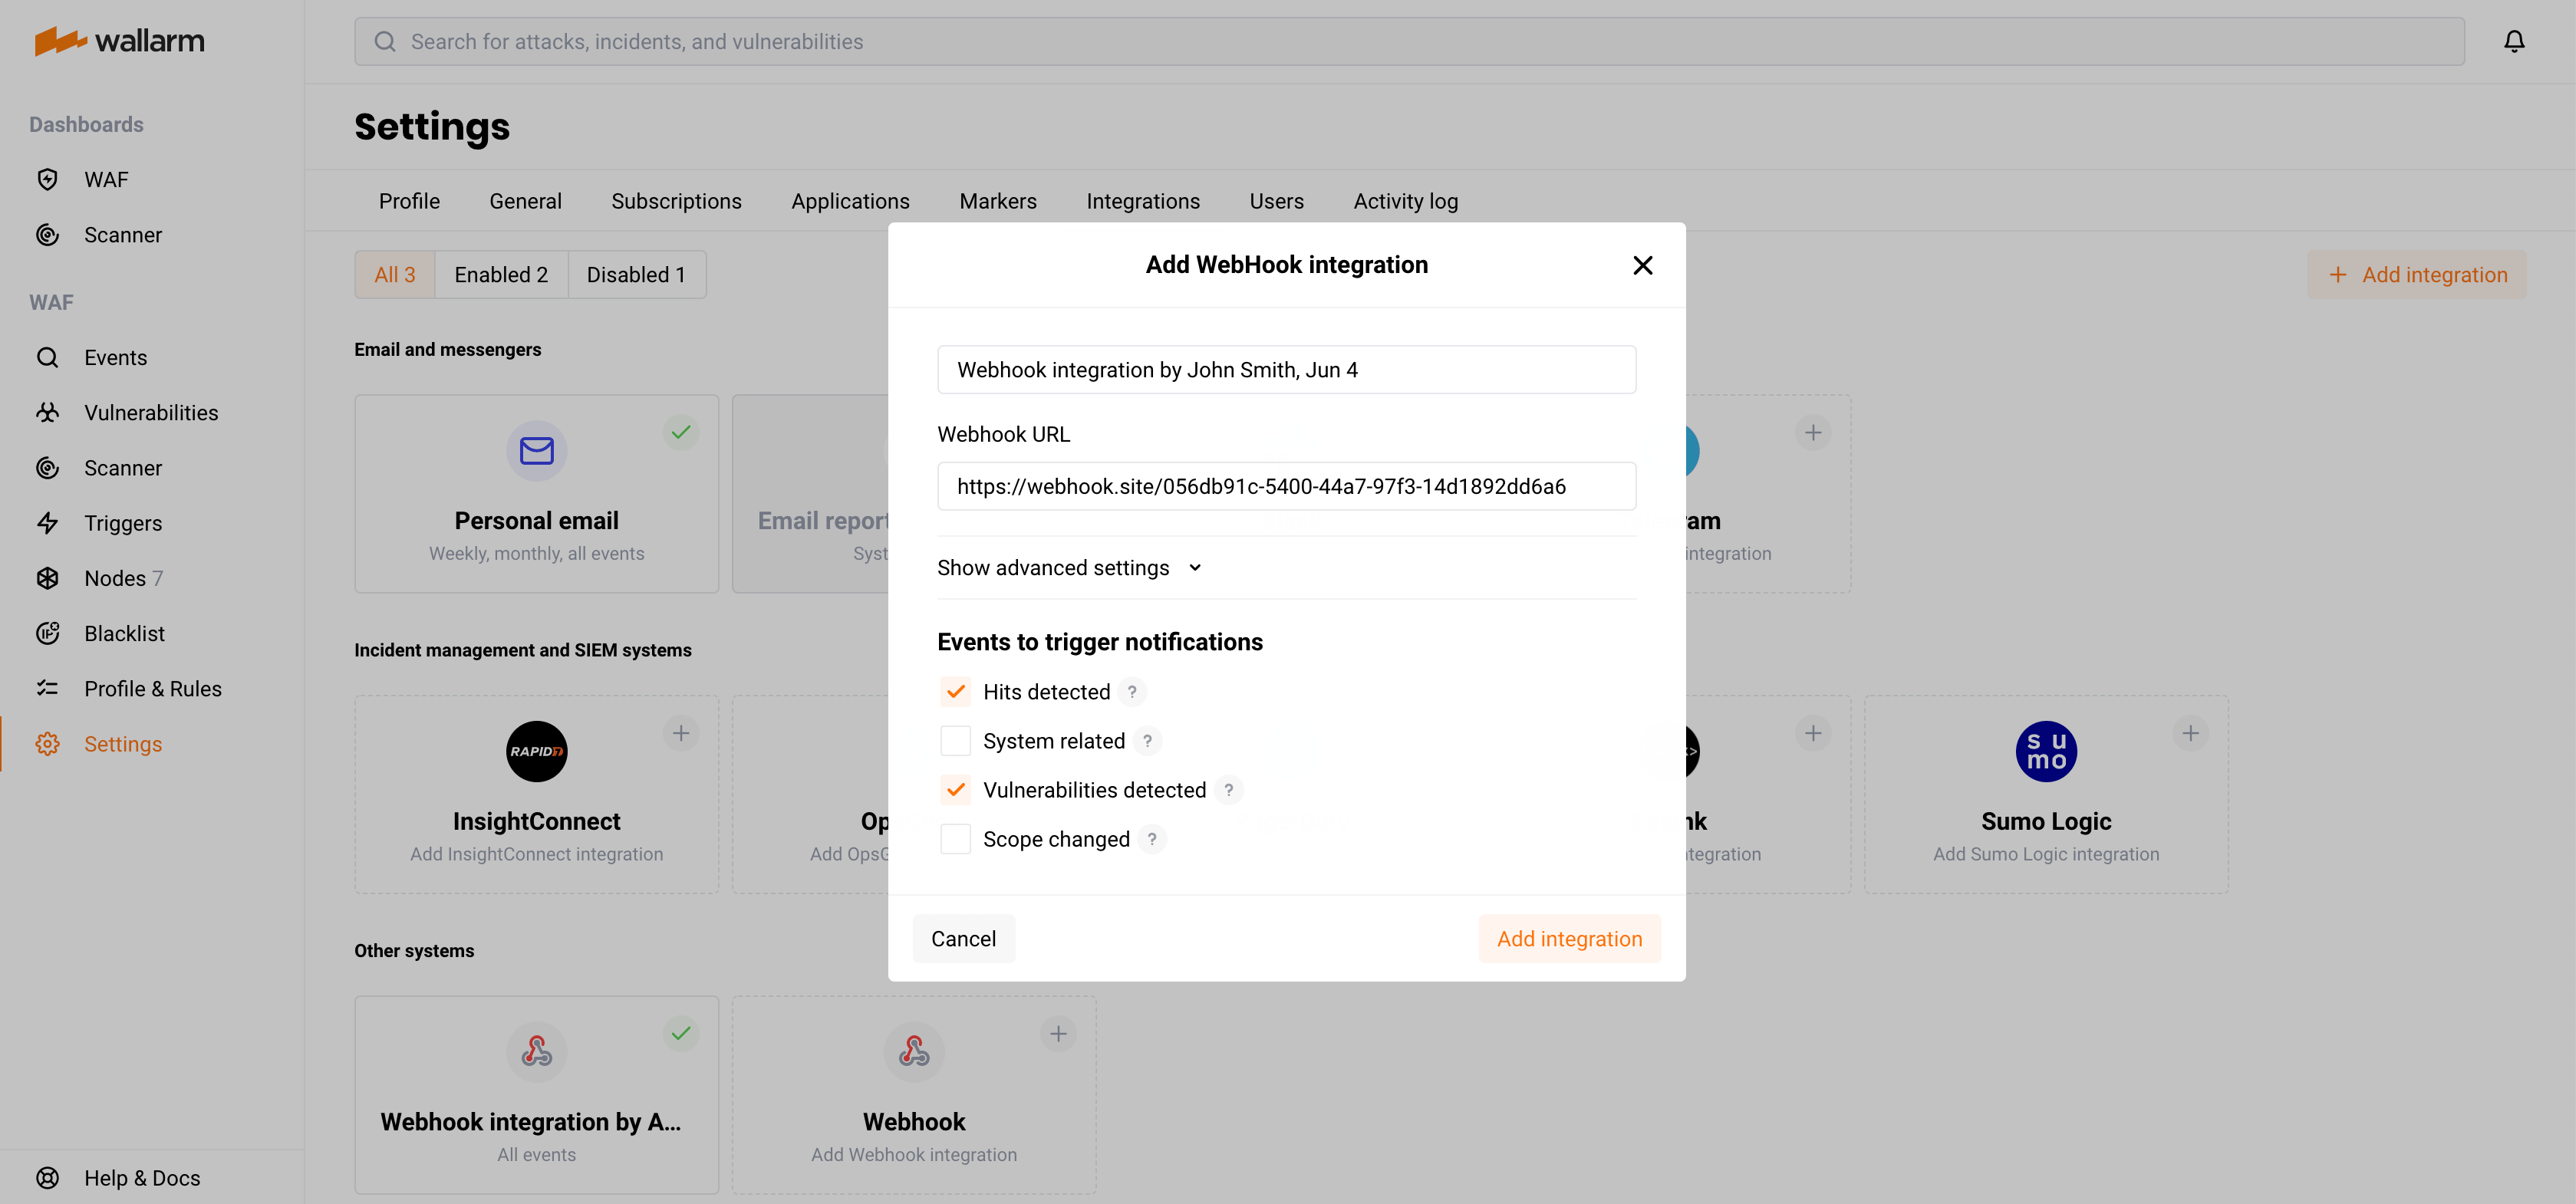 wallarm
Search for attacks, incidents, and vulnerabilities
Dashboards
WAF
Scanner
WAF
Events
Vulnerabilities
Scanner
Triggers
Nodes 7
Blacklist
Profile & Rules
Settings
Help & Docs
Settings
Profile General Subscriptions Applications Markers Integrations Users Activity log
All 3 Enabled 2 Disabled 1
+ Add integration
Email and messengers
Personal email
Weekly, monthly, all events
Email report
Syst
am
integration
Incident management and SIEM systems
RAPID7
InsightConnect
Add InsightConnect integration
Op
Add OpsG
nk
tegration
sumo
Sumo Logic
Add Sumo Logic integration
Other systems
Webhook integration by A...
All events
Webhook
Add Webhook integration
Add WebHook integration
Webhook integration by John Smith, Jun 4
Webhook URL
https://webhook.site/056db91c-5400-44a7-97f3-14d1892dd6a6
Show advanced settings
Events to trigger notifications
Hits detected ?
System related ?
Vulnerabilities detected ?
Scope changed ?
Cancel Add integration